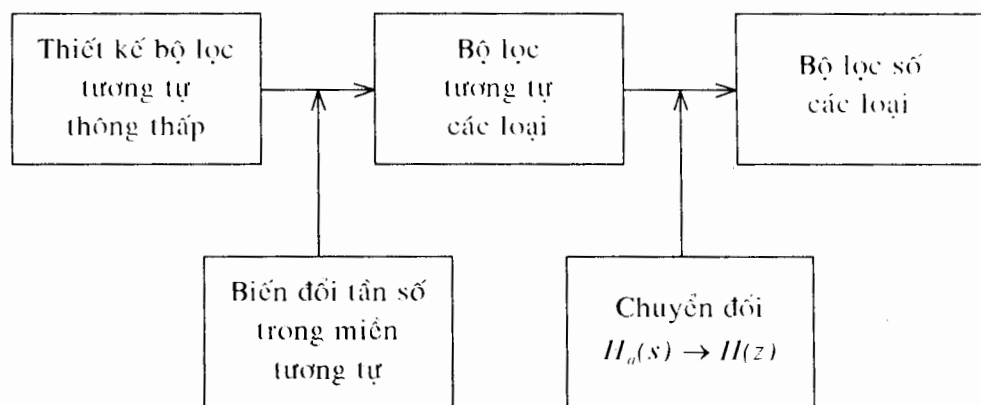 Thiết kế bộ lọc
tương tự
thông thấp
Bộ lọc
tương tự
các loại
Bộ lọc số
các loại
Biến đổi tần số
trong miền
tương tự
Chuyển đổi
Hₐ(s) → H(z)